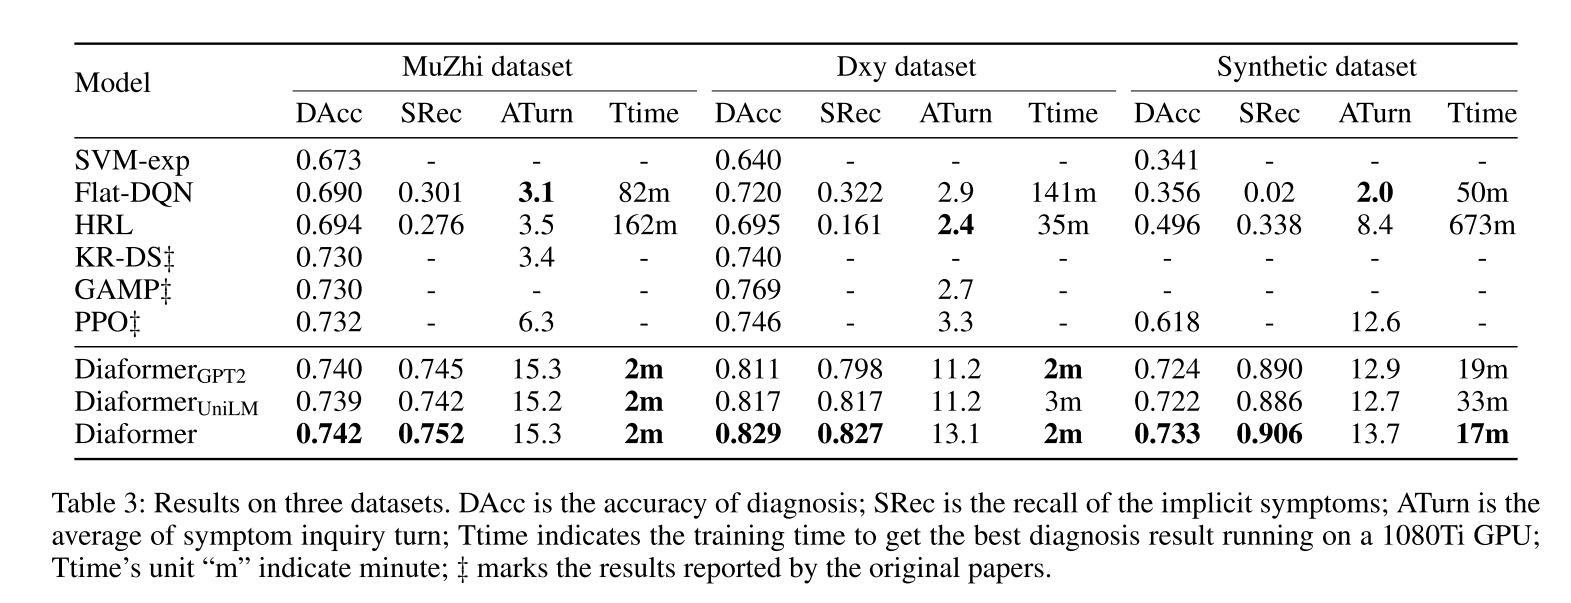 Model MuZhi dataset Dxy dataset Synthetic dataset
DAcc SRec ATurn Ttime DAcc SRec ATurn Ttime DAcc SRec ATurn Ttime
SVM-exp 0.673 - - - 0.640 - - - 0.341 - - -
Flat-DQN 0.690 0.301 3.1 82m 0.720 0.322 2.9 141m 0.356 0.02 2.0 50m
HRL 0.694 0.276 3.5 162m 0.695 0.161 2.4 35m 0.496 0.338 8.4 673m
KR-DS‡ 0.730 - 3.4 - 0.740 - - - - - - -
GAMP‡ 0.730 - - - 0.769 - 2.7 - - - - -
PPO‡ 0.732 - 6.3 - 0.746 - 3.3 - 0.618 - 12.6 -
DiaformerGPT2 0.740 0.745 15.3 2m 0.811 0.798 11.2 2m 0.724 0.890 12.9 19m
DiaformerUniLM 0.739 0.742 15.2 2m 0.817 0.817 11.2 3m 0.722 0.886 12.7 33m
Diaformer 0.742 0.752 15.3 2m 0.829 0.827 13.1 2m 0.733 0.906 13.7 17m
Table 3: Results on three datasets. DAcc is the accuracy of diagnosis; SRec is the recall of the implicit symptoms; ATurn is the
average of symptom inquiry turn; Ttime indicates the training time to get the best diagnosis result running on a 1080Ti GPU;
Ttime's unit “m” indicate minute; ‡ marks the results reported by the original papers.